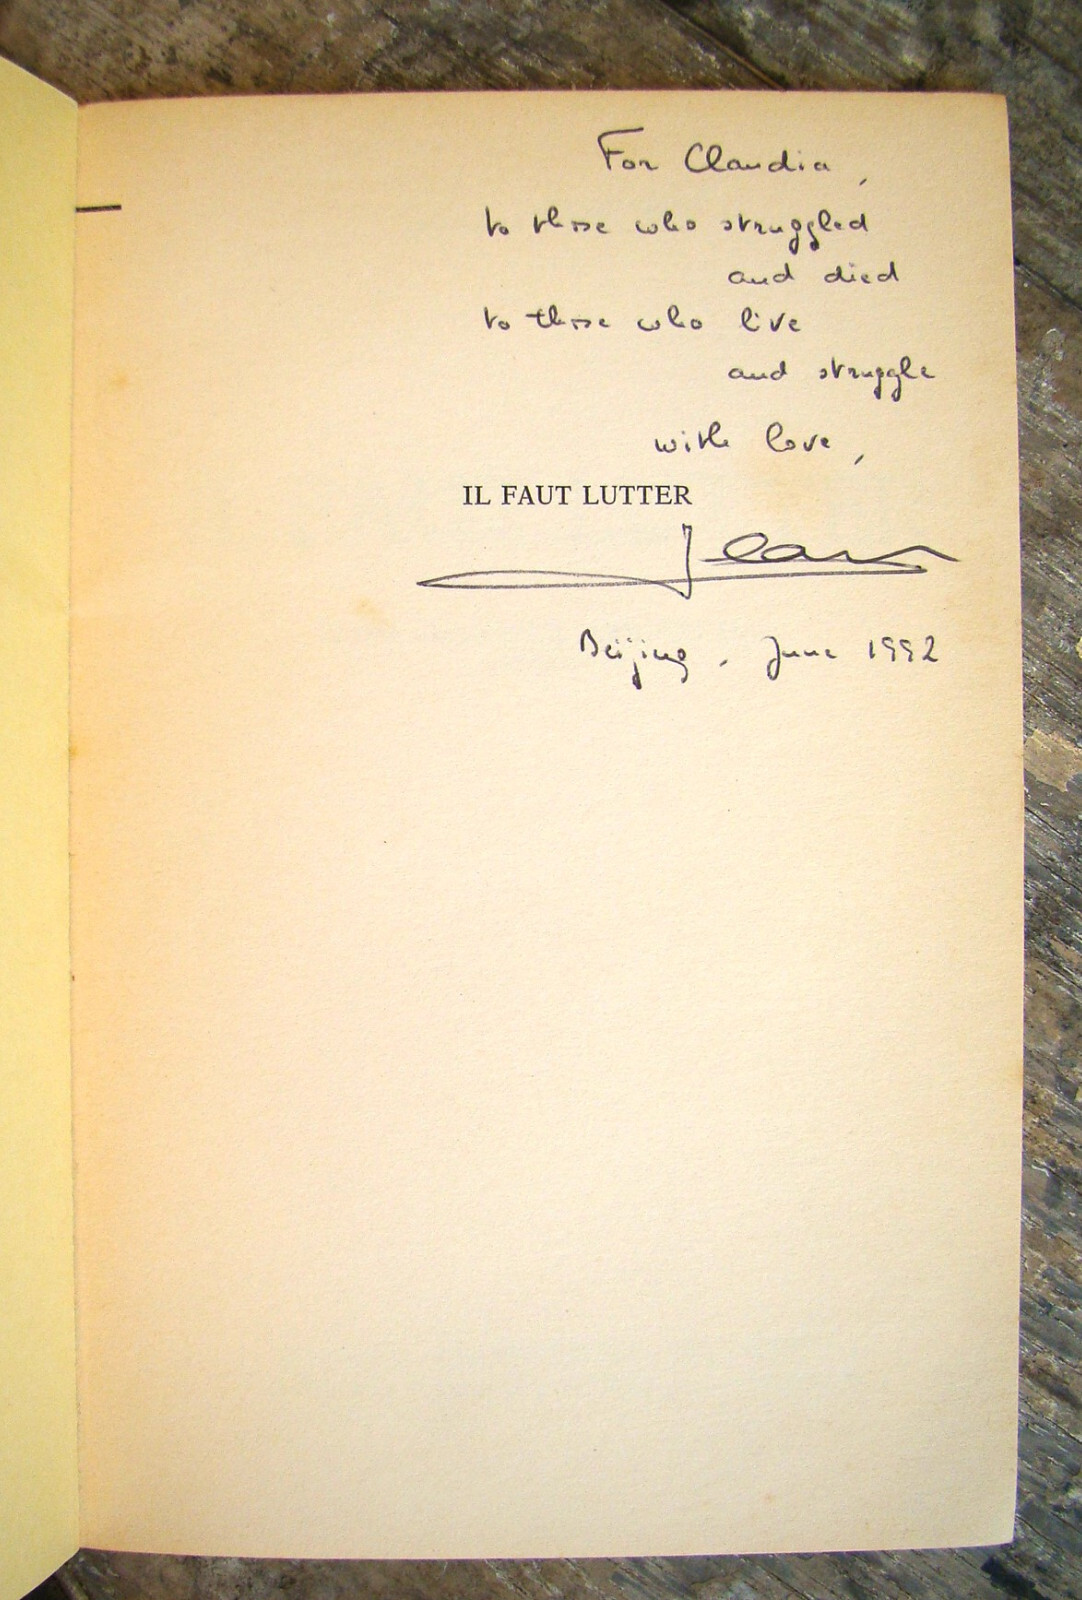 For Claudia,
to those who struggled
and died
to those who live
and struggle
with love,
IL FAUT LUTTER
Jean
Beijing, June 1992